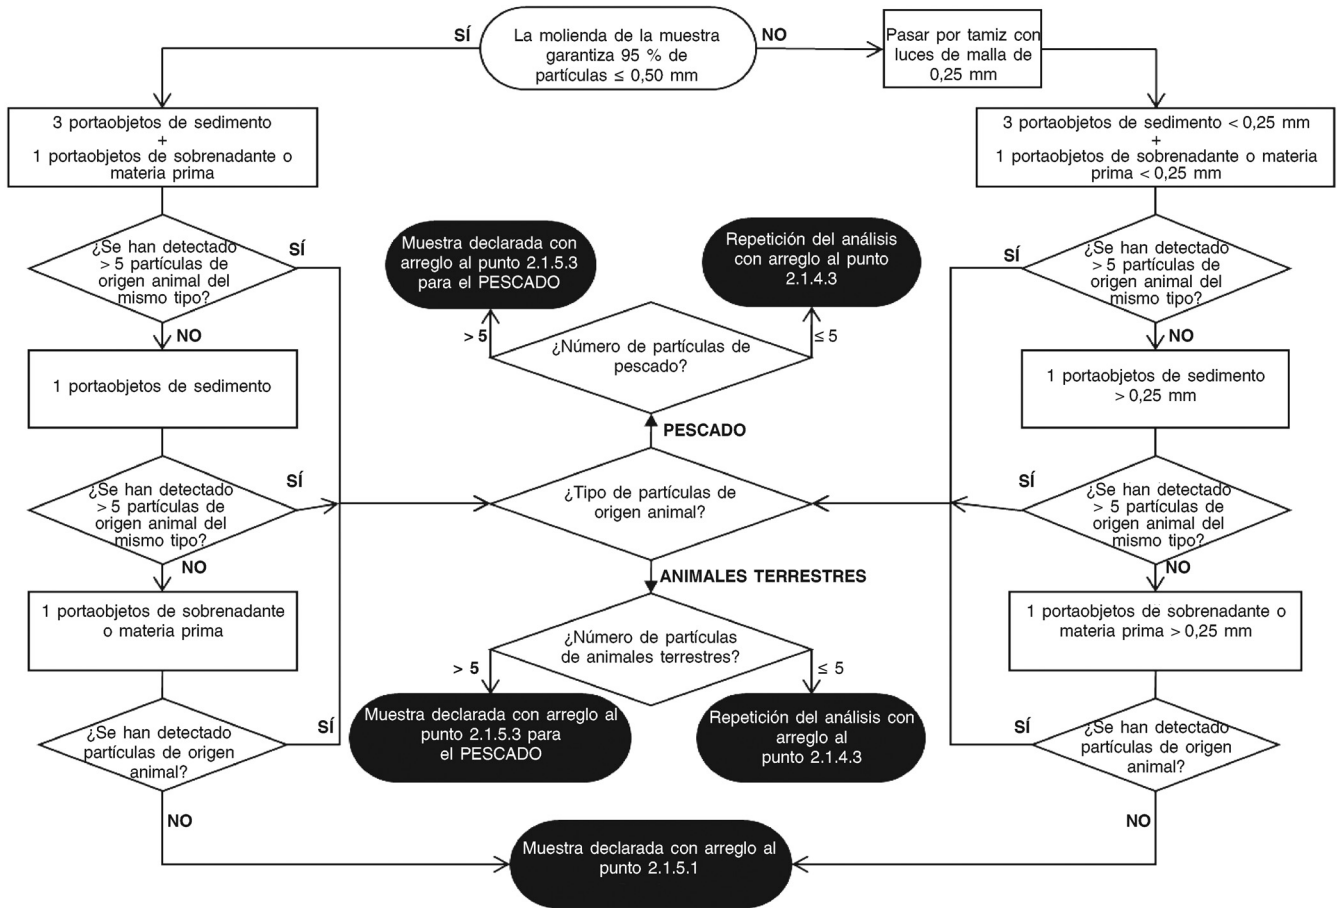 SÍ
La molienda de la muestra
garantiza 95 % de
partículas ≤ 0,50 mm
NO
Pasar por tamiz con
luces de malla de
0,25 mm
3 portaobjetos de sedimento
+
1 portaobjetos de sobrenadante o
materia prima
3 portaobjetos de sedimento < 0,25 mm
+
1 portaobjetos de sobrenadante o materia
prima < 0,25 mm
¿Se han detectado
> 5 partículas de
origen animal del
mismo tipo?
SÍ
NO
Muestra declarada con
arreglo al punto 2.1.5.3
para el PESCADO
Repetición del análisis
con arreglo al punto
2.1.4.3
SÍ
¿Se han detectado
> 5 partículas de
origen animal del
mismo tipo?
NO
> 5
¿Número de partículas de
pescado?
≤ 5
1 portaobjetos de sedimento
1 portaobjetos de sedimento
> 0,25 mm
PESCADO
¿Se han detectado
> 5 partículas de
origen animal del
mismo tipo?
SÍ
NO
¿Tipo de partículas de
origen animal?
SÍ
¿Se han detectado
> 5 partículas de
origen animal del
mismo tipo?
NO
ANIMALES TERRESTRES
1 portaobjetos de sobrenadante
o materia prima
1 portaobjetos de sobrenadante o
materia prima > 0,25 mm
¿Número de partículas
de animales terrestres?
> 5
≤ 5
Muestra declarada con arreglo al
punto 2.1.5.3 para
el PESCADO
Repetición del análisis con
arreglo al
punto 2.1.4.3
¿Se han detectado
partículas de origen
animal?
SÍ
NO
SÍ
¿Se han detectado
partículas de origen
animal?
NO
Muestra declarada con arreglo al
punto 2.1.5.1